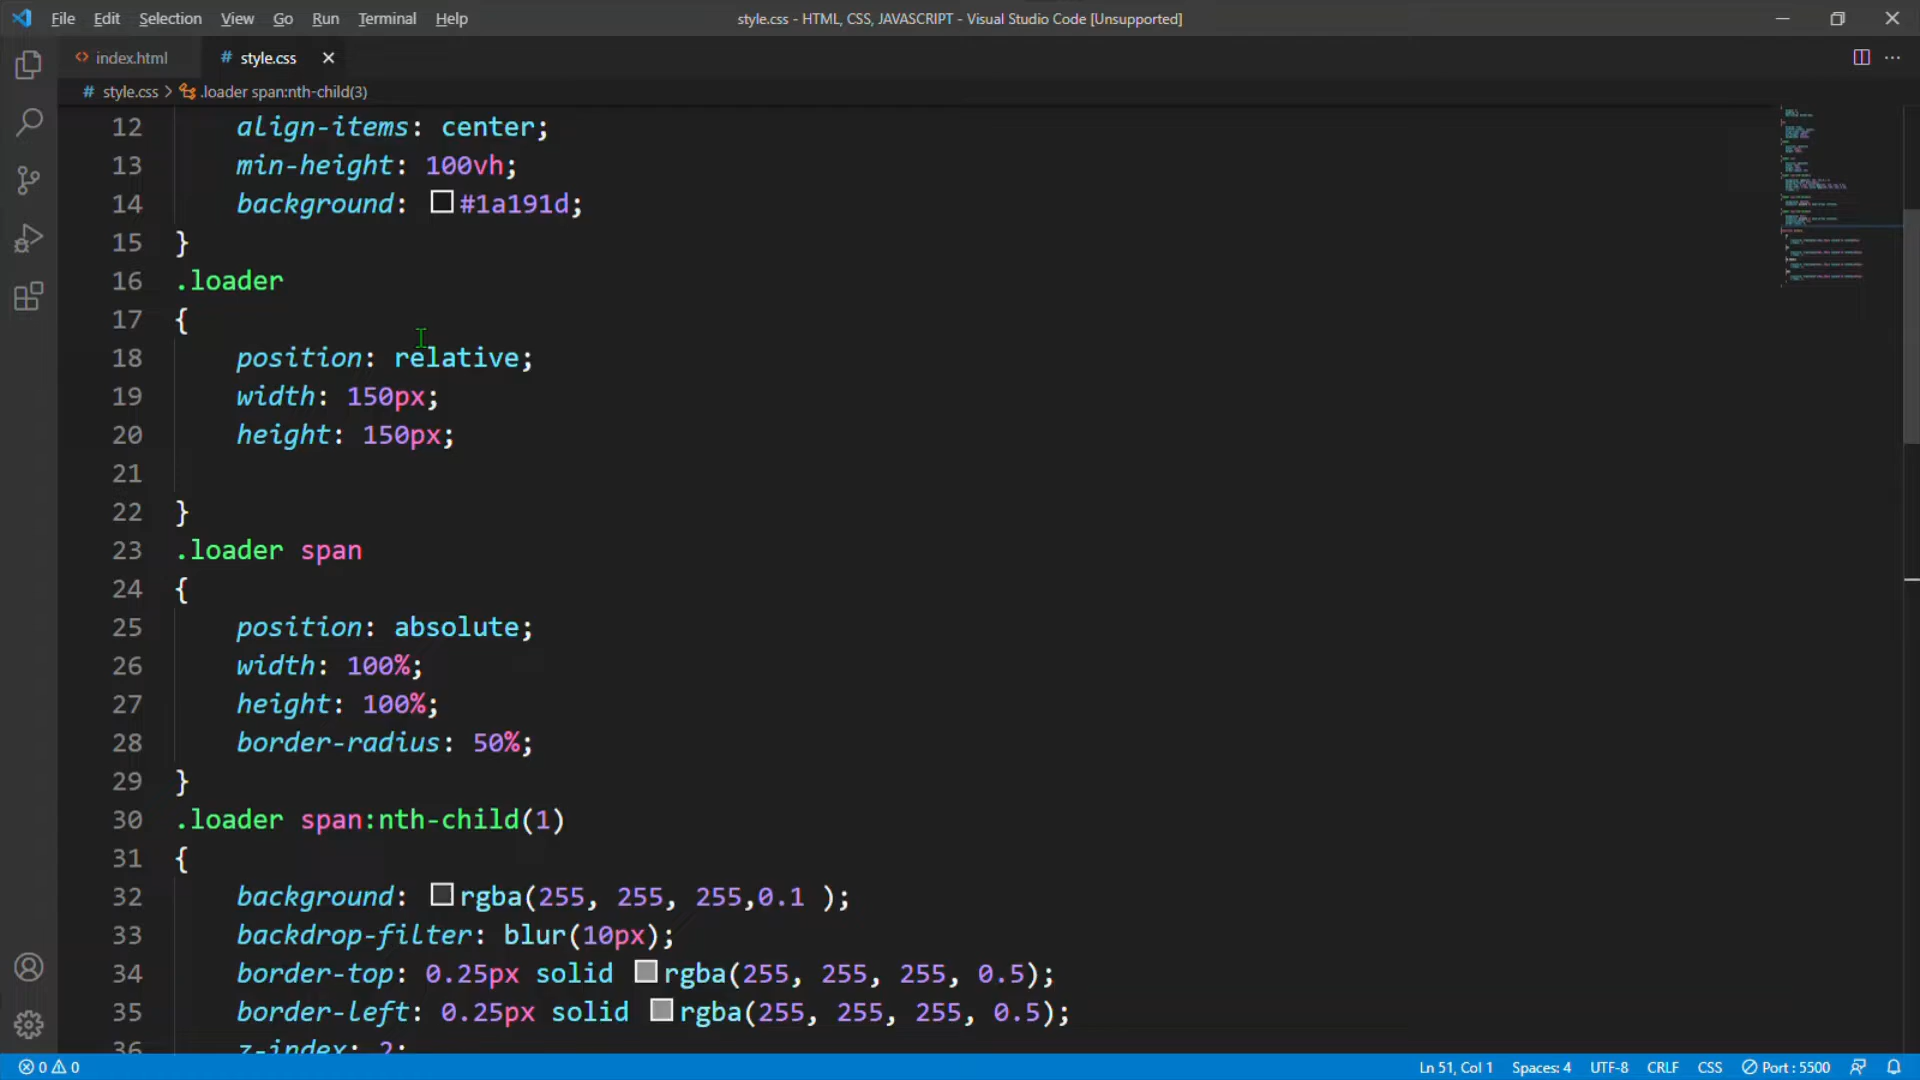 File Edit Selection View Go Run Terminal Help
style.css - HTML, CSS, JAVASCRIPT - Visual Studio Code [Unsupported]
index.html
# style.css
# style.css > .loader span:nth-child(3)
12 align-items: center;
13 min-height: 100vh;
14 background: #1a191d;
15 }
16 .loader
17 {
18 position: relative;
19 width: 150px;
20 height: 150px;
21
22 }
23 .loader span
24 {
25 position: absolute;
26 width: 100%;
27 height: 100%;
28 border-radius: 50%;
29 }
30 .loader span:nth-child(1)
31 {
32 background: rgba(255, 255, 255,0.1 );
33 backdrop-filter: blur(10px);
34 border-top: 0.25px solid rgba(255, 255, 255, 0.5);
35 border-left: 0.25px solid rgba(255, 255, 255, 0.5);
36 z-index: 2;
0 0
Ln 51, Col 1 Spaces: 4 UTF-8 CRLF CSS Port : 5500